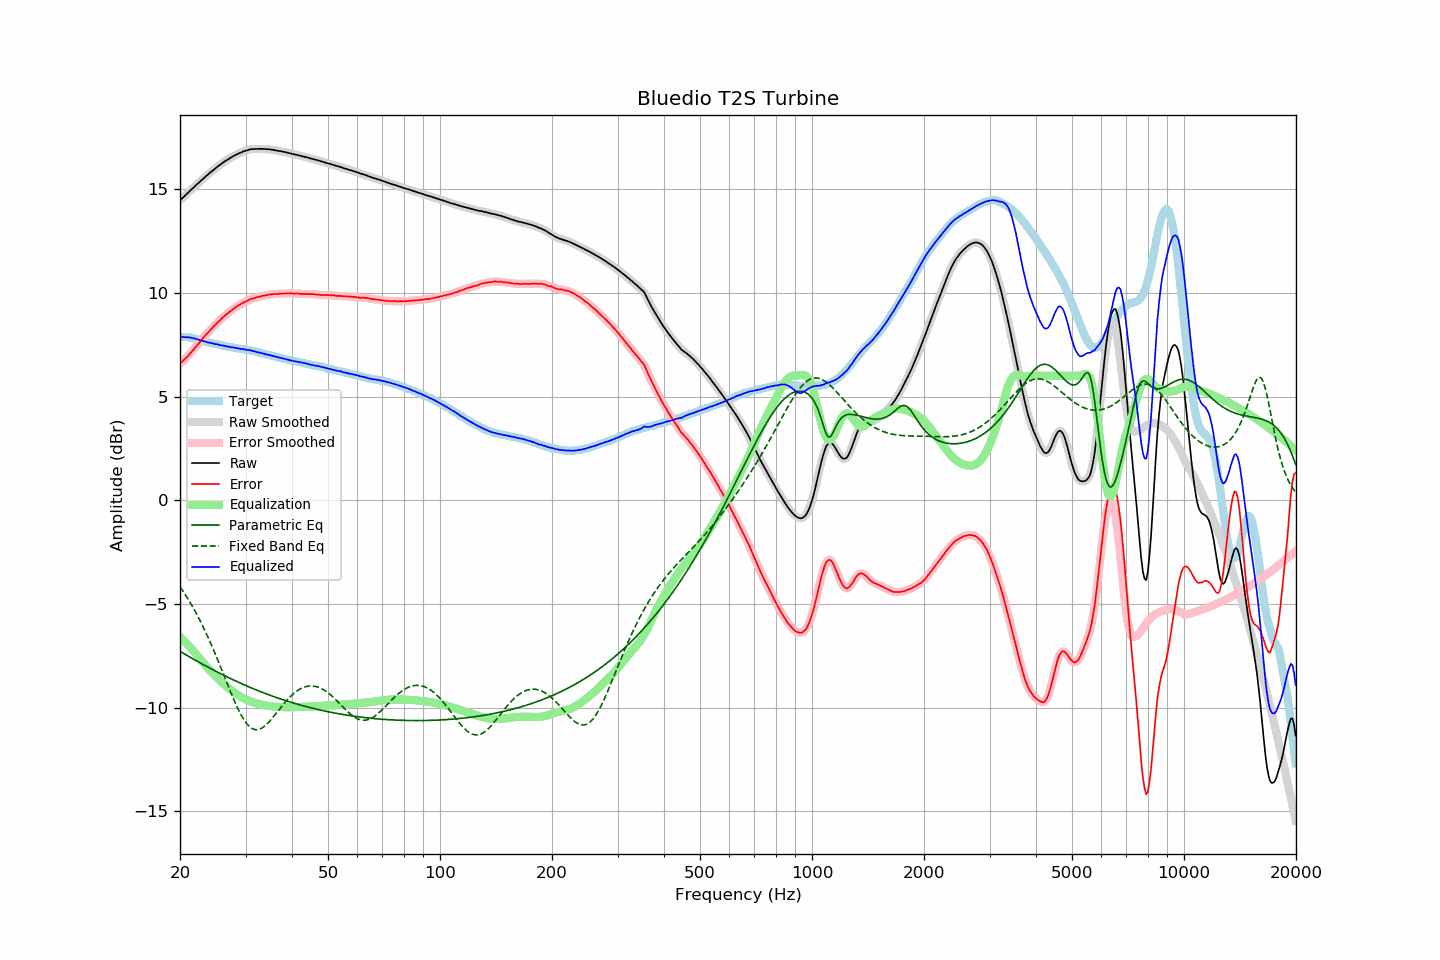 Bluedio T2S Turbine
Amplitude (dBr)
15
10
5
0
−5
−10
−15
Target
Raw Smoothed
Error Smoothed
Raw
Error
Equalization
Parametric Eq
Fixed Band Eq
Equalized
20 50 100 200 500 1000 2000 5000 10000 20000
Frequency (Hz)